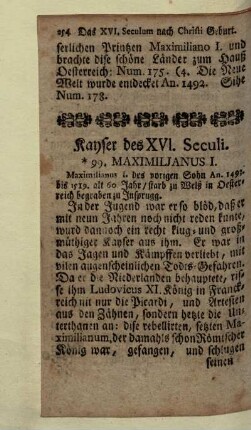 254 Das XVI. Seculum nach Christi Geburt.
serlichen Printzen Maximiliano I. und
brachte dise schöne Länder zum Hauß
Oesterreich: Num. 175. (4. Die Neue
Welt wurde entdecket An. 1492. Sihe
Num. 178.
Kayser des XVI. Seculi.
* 99. MAXIMILIANUS I.
Maximilianus I. des vorigen Sohn An. 1493.
bis 1519. alt 60 Jahr/ starb zu Welß in Oester
reich begraben zu Insprugg.
In der Jugend war er so blöd, daß er
mit neun Jahren noch nicht reden kunte,
wurd dannoch ein recht klug- und groß-
müthiger Kayser aus ihm. Er war in
das Jagen und Kämpffen verliebt, mit
vilen augenscheinlichen Todts-Gefahren.
Da er die Niederlanden behauptete, ris-
se ihm Ludovicus XI. König in Franck-
reich nit nur die Picardi, und Artesien
aus den Zähnen, sondern hetzte die Un-
terthanen an: dise rebellirten, setzten Ma-
ximilianum, der damahls schon Römischer
König war, gefangen, und schlugen
seinen